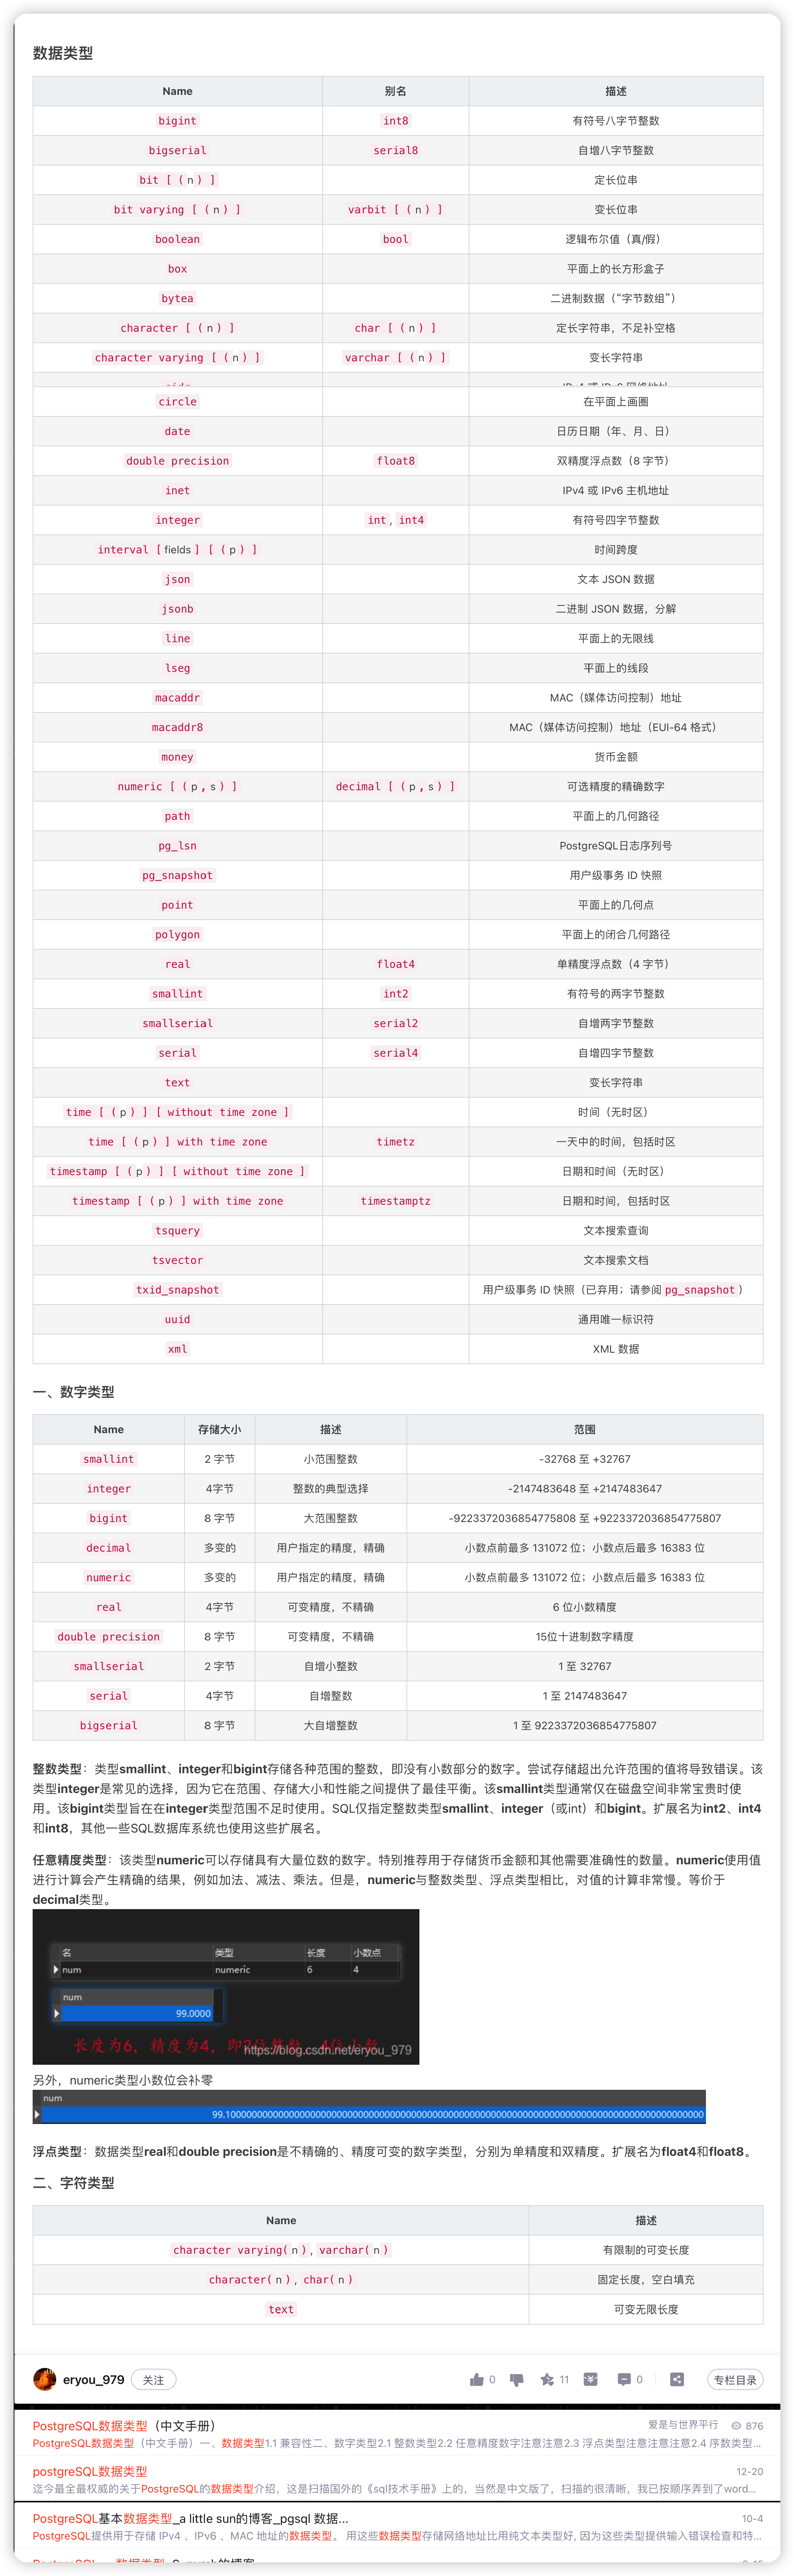 数据类型
Name 别名 描述
bigint int8 有符号八字节整数
bigserial serial8 自增八字节整数
bit [ (n) ] 定长位串
bit varying [ (n) ] varbit [ (n) ] 变长位串
boolean bool 逻辑布尔值（真/假）
box 平面上的长方形盒子
bytea 二进制数据（“字节数组”）
character [ (n) ] char [ (n) ] 定长字符串，不足补空格
character varying [ (n) ] varchar [ (n) ] 变长字符串
circle 在平面上画圈
date 日历日期（年、月、日）
double precision float8 双精度浮点数（8 字节）
inet IPv4 或 IPv6 主机地址
integer int, int4 有符号四字节整数
interval [fields] [ (p) ] 时间跨度
json 文本 JSON 数据
jsonb 二进制 JSON 数据，分解
line 平面上的无限线
lseg 平面上的线段
macaddr MAC（媒体访问控制）地址
macaddr8 MAC（媒体访问控制）地址（EUI-64 格式）
money 货币金额
numeric [ (p,s) ] decimal [ (p,s) ] 可选精度的精确数字
path 平面上的几何路径
pg_lsn PostgreSQL日志序列号
pg_snapshot 用户级事务 ID 快照
point 平面上的几何点
polygon 平面上的闭合几何路径
real float4 单精度浮点数（4 字节）
smallint int2 有符号的两字节整数
smallserial serial2 自增两字节整数
serial serial4 自增四字节整数
text 变长字符串
time [ (p) ] [ without time zone ] 时间（无时区）
time [ (p) ] with time zone timetz 一天中的时间，包括时区
timestamp [ (p) ] [ without time zone ] 日期和时间（无时区）
timestamp [ (p) ] with time zone timestamptz 日期和时间，包括时区
tsquery 文本搜索查询
tsvector 文本搜索文档
txid_snapshot 用户级事务 ID 快照（已弃用；请参阅pg_snapshot）
uuid 通用唯一标识符
xml XML 数据
一、数字类型
Name 存储大小 描述 范围
smallint 2 字节 小范围整数 -32768 至 +32767
integer 4字节 整数的典型选择 -2147483648 至 +2147483647
bigint 8 字节 大范围整数 -9223372036854775808 至 +9223372036854775807
decimal 多变的 用户指定的精度，精确 小数点前最多 131072 位；小数点后最多 16383 位
numeric 多变的 用户指定的精度，精确 小数点前最多 131072 位；小数点后最多 16383 位
real 4字节 可变精度，不精确 6 位小数精度
double precision 8 字节 可变精度，不精确 15位十进制数字精度
smallserial 2 字节 自增小整数 1 至 32767
serial 4字节 自增整数 1 至 2147483647
bigserial 8 字节 大自增整数 1 至 9223372036854775807
整数类型：类型smallint、integer和bigint存储各种范围的整数，即没有小数部分的数字。尝试存储超出允许范围的值将导致错误。该
类型integer是常见的选择，因为它在范围、存储大小和性能之间提供了最佳平衡。该smallint类型通常仅在磁盘空间非常宝贵时使
用。该bigint类型旨在在integer类型范围不足时使用。SQL仅指定整数类型smallint、integer（或int）和bigint。扩展名为int2、int4
和int8，其他一些SQL数据库系统也使用这些扩展名。
任意精度类型：该类型numeric可以存储具有大量位数的数字。特别推荐用于存储货币金额和其他需要准确性的数量。numeric使用值
进行计算会产生精确的结果，例如加法、减法、乘法。但是，numeric与整数类型、浮点类型相比，对值的计算非常慢。等价于
decimal类型。
名 类型 长度 小数点
num numeric 6 4
num
99.0000
长度为6，精度为4，即2位整数，4位小数
https://blog.csdn.net/eryou_979
另外，numeric类型小数位会补零
num
浮点类型：数据类型real和double precision是不精确的、精度可变的数字类型，分别为单精度和双精度。扩展名为float4和float8。
二、字符类型
Name 描述
character varying(n), varchar(n) 有限制的可变长度
character(n), char(n) 固定长度，空白填充
text 可变无限长度
eryou_979 关注 0 11 0 专栏目录
PostgreSQL数据类型（中文手册） 爱是与世界平行 876
PostgreSQL数据类型（中文手册）一、数据类型1.1 兼容性二、数字类型2.1 整数类型2.2 任意精度数字注意注意2.3 浮点类型注意注意注意2.4 序数类型...
postgreSQL数据类型 12-20
迄今最全最权威的关于PostgreSQL的数据类型介绍，这是扫描国外的《sql技术手册》上的，当然是中文版了，扫描的很清晰，我已按顺序弄到了word...
PostgreSQL基本数据类型_a little sun的博客_pgsql 数据... 10-4
PostgreSQL提供用于存储 IPv4 、IPv6 、MAC 地址的数据类型。 用这些数据类型存储网络地址比用纯文本类型好, 因为这些类型提供输入错误检查和特...